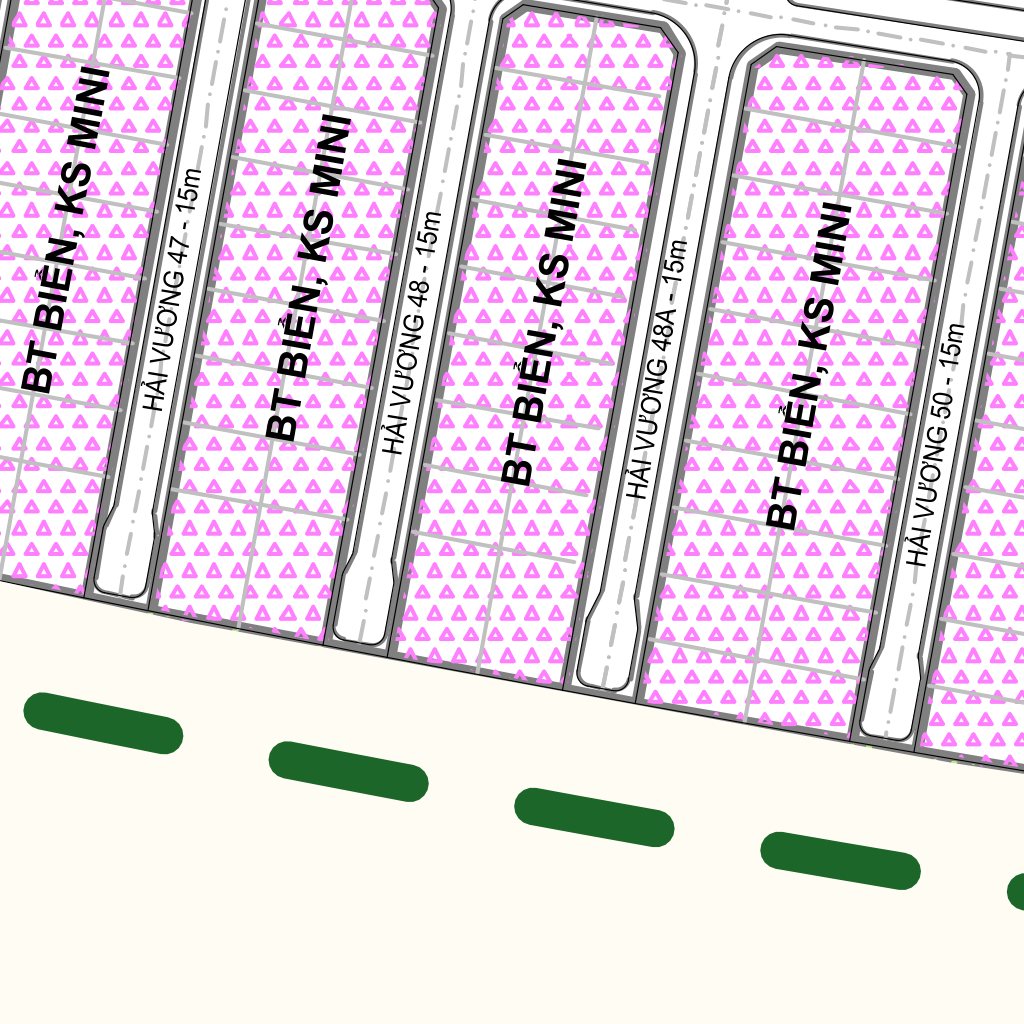 BT BIỂN, KS MINI
HẢI VƯƠNG 47 - 15m
BT BIỂN, KS MINI
HẢI VƯƠNG 48 - 15m
BT BIỂN, KS MINI
HẢI VƯƠNG 48A - 15m
BT BIỂN, KS MINI
HẢI VƯƠNG 50 - 15m